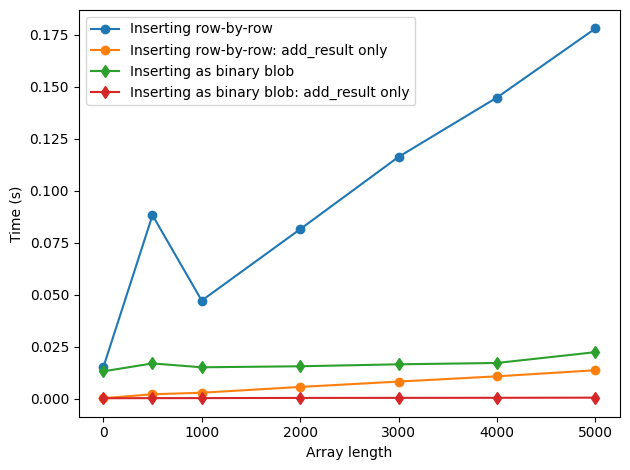 Inserting row-by-row
Inserting row-by-row: add_result only
Inserting as binary blob
Inserting as binary blob: add_result only
0.175
0.150
0.125
0.100
0.075
0.050
0.025
0.000
Time (s)
0 1000 2000 3000 4000 5000
Array length